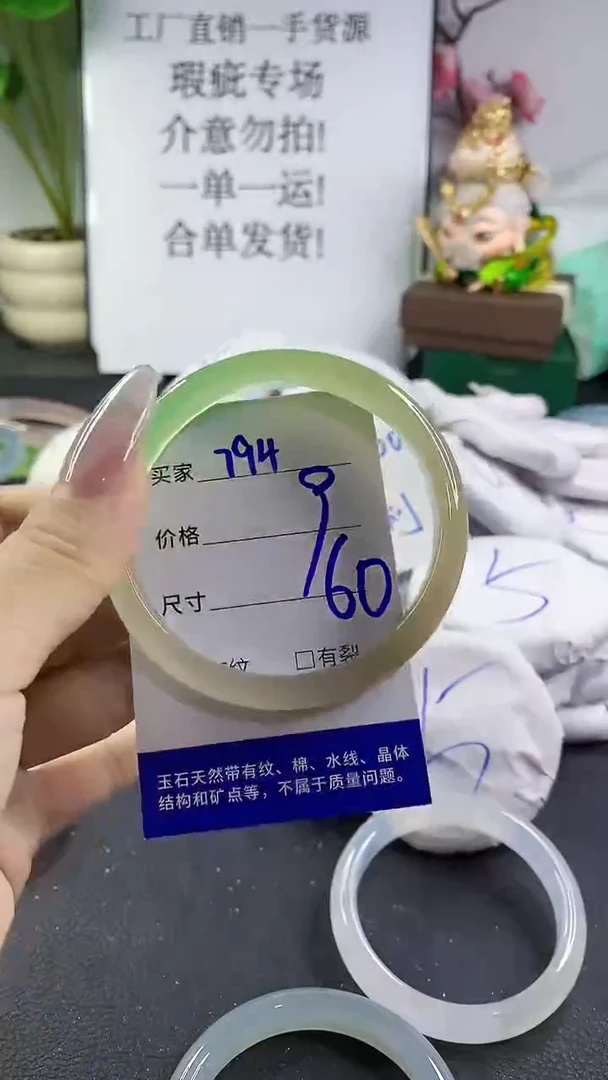 工厂直销一手货源
瑕疵专场
介意勿拍!
一单一运!
合单发货!
买家 794
价格
尺寸 60
纹 □有裂
玉石天然带有纹、棉、水线、晶体
结构和矿点等，不属于质量问题。
5
5